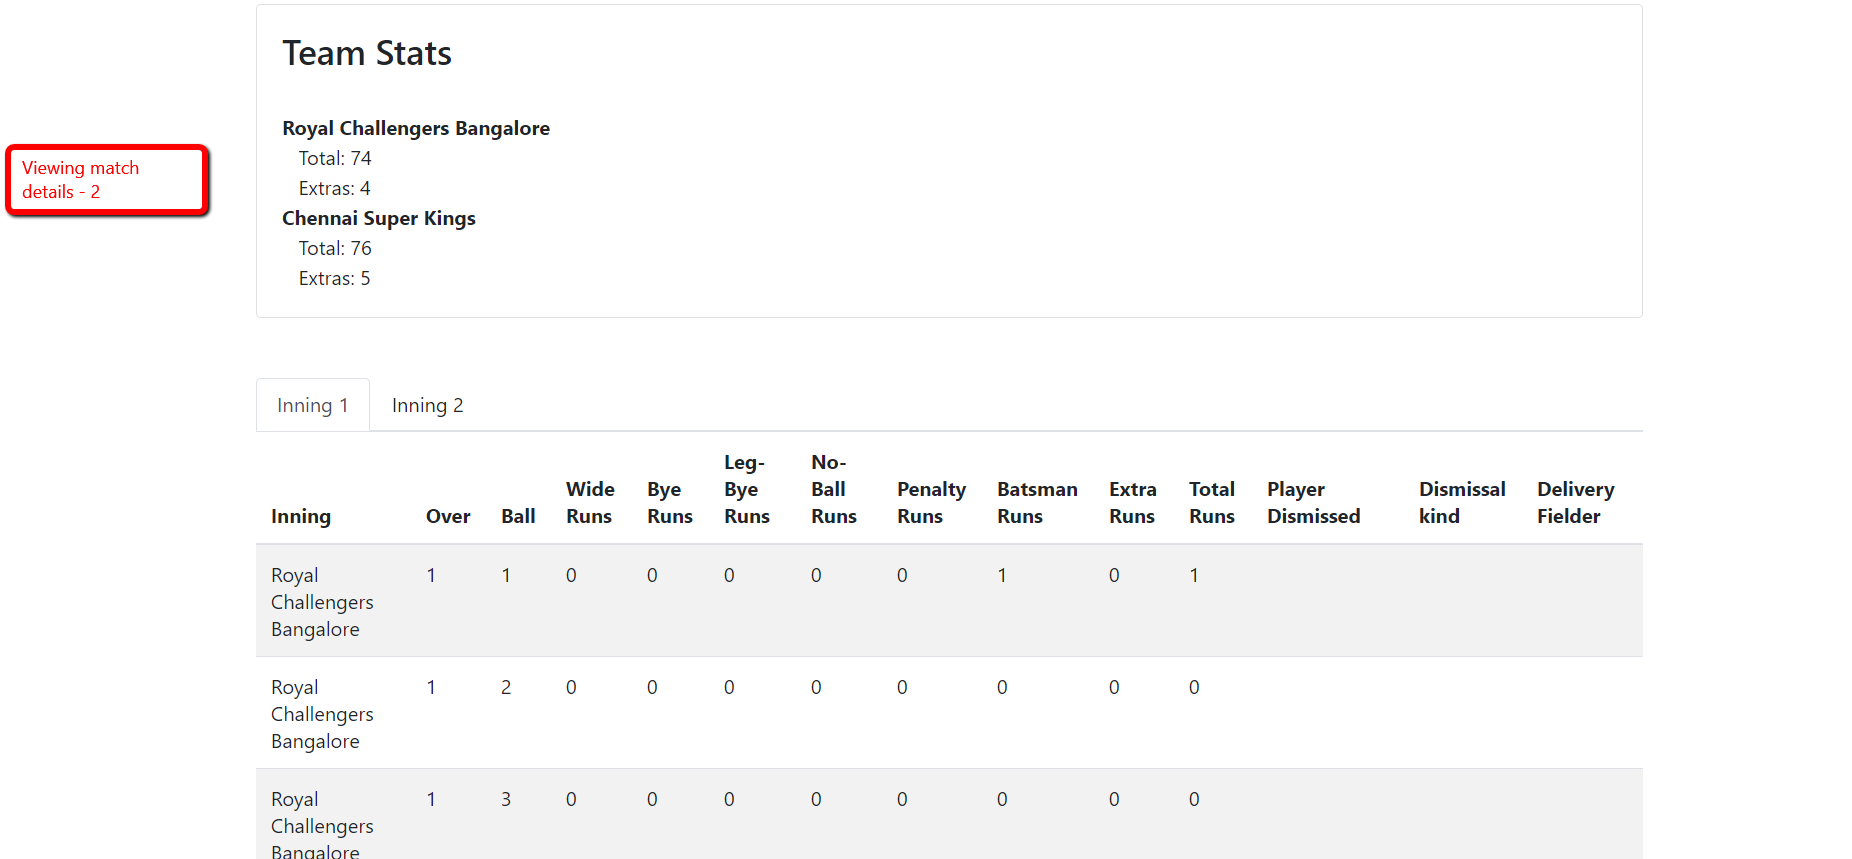 Team Stats
Royal Challengers Bangalore
Total: 74
Extras: 4
Viewing match
details - 2
Chennai Super Kings
Total: 76
Extras: 5
Inning 1 Inning 2
Inning Over Ball Wide Runs Bye Runs Leg-Bye Runs No-Ball Runs Penalty Runs Batsman Runs Extra Runs Total Runs Player Dismissed Dismissal kind Delivery Fielder
Royal 1 1 0 0 0 0 0 1 0 1
Challengers
Bangalore
Royal 1 2 0 0 0 0 0 0 0 0
Challengers
Bangalore
Royal 1 3 0 0 0 0 0 0 0 0
Challengers
Bangalore